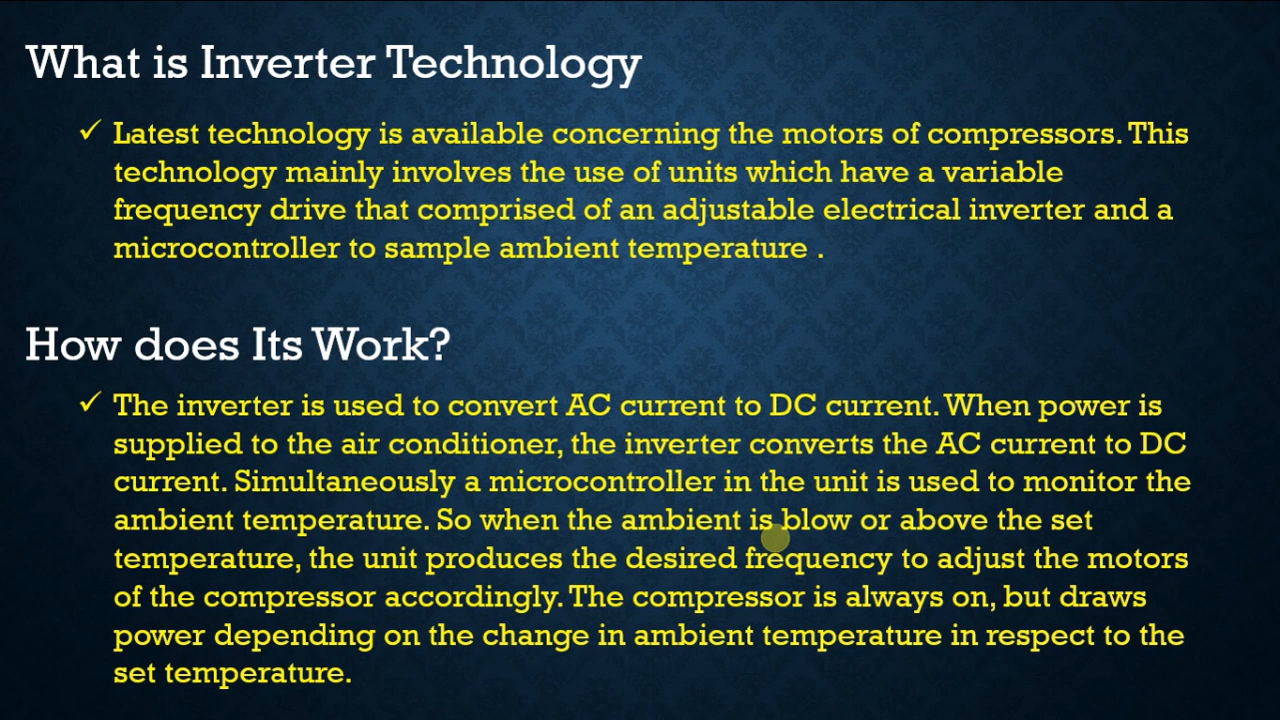 What is Inverter Technology
✓ Latest technology is available concerning the motors of compressors. This
technology mainly involves the use of units which have a variable
frequency drive that comprised of an adjustable electrical inverter and a
microcontroller to sample ambient temperature .
How does Its Work?
✓ The inverter is used to convert AC current to DC current. When power is
supplied to the air conditioner, the inverter converts the AC current to DC
current. Simultaneously a microcontroller in the unit is used to monitor the
ambient temperature. So when the ambient is blow or above the set
temperature, the unit produces the desired frequency to adjust the motors
of the compressor accordingly. The compressor is always on, but draws
power depending on the change in ambient temperature in respect to the
set temperature.